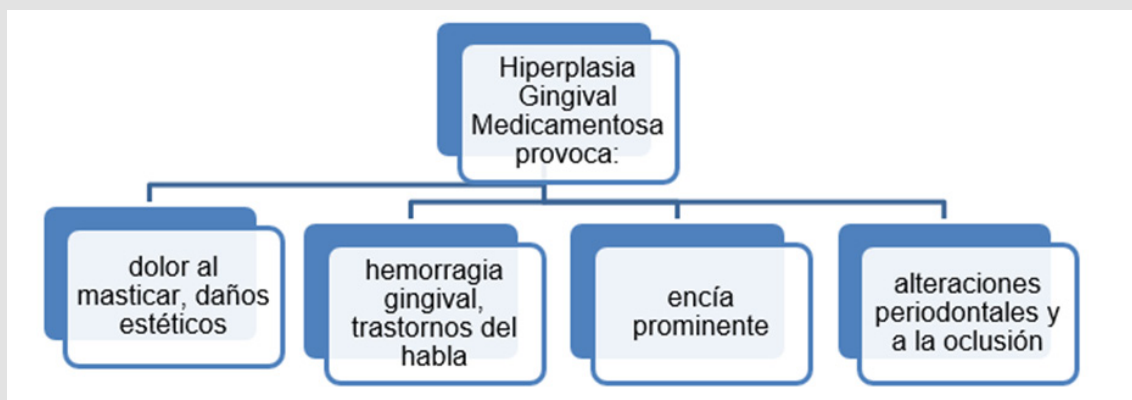 Hiperplasia
Gingival
Medicamentosa
provoca:
dolor al
masticar, daños
estéticos
hemorragia
gingival,
trastornos del
habla
encía
prominente
alteraciones
periodontales y
a la oclusión